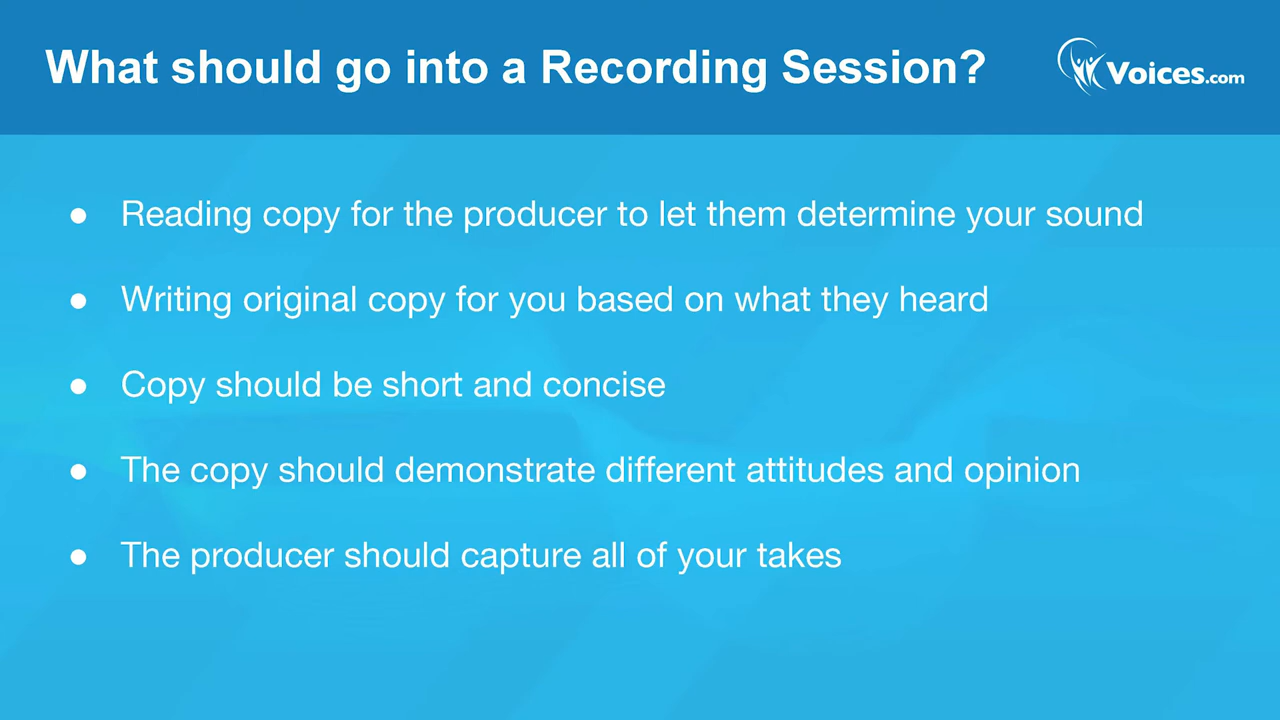 What should go into a Recording Session?
Voices.com
● Reading copy for the producer to let them determine your sound
● Writing original copy for you based on what they heard
● Copy should be short and concise
● The copy should demonstrate different attitudes and opinion
● The producer should capture all of your takes